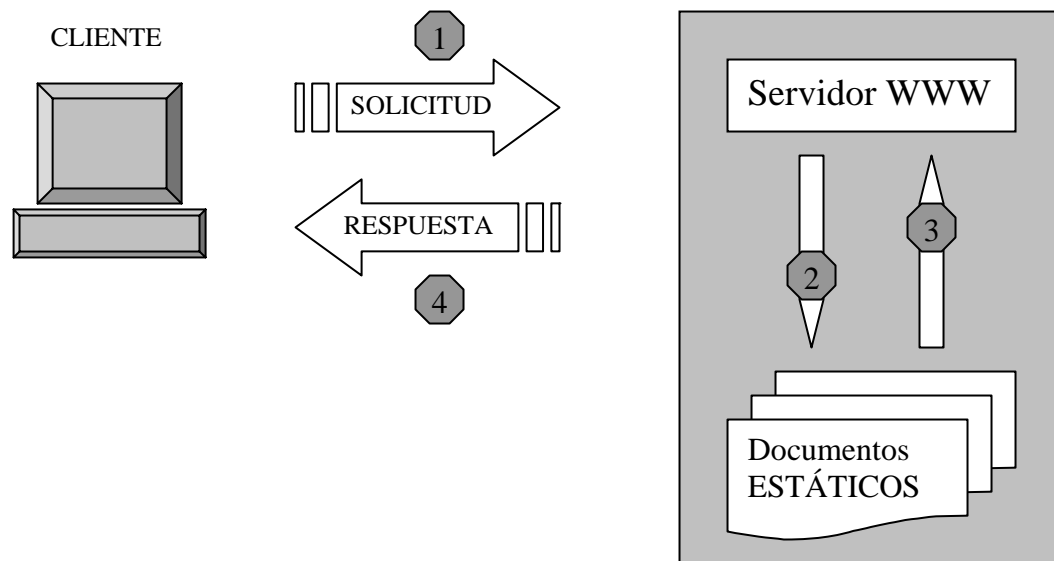 CLIENTE
1
SOLICITUD
RESPUESTA
4
Servidor WWW
2
3
Documentos
ESTÁTICOS